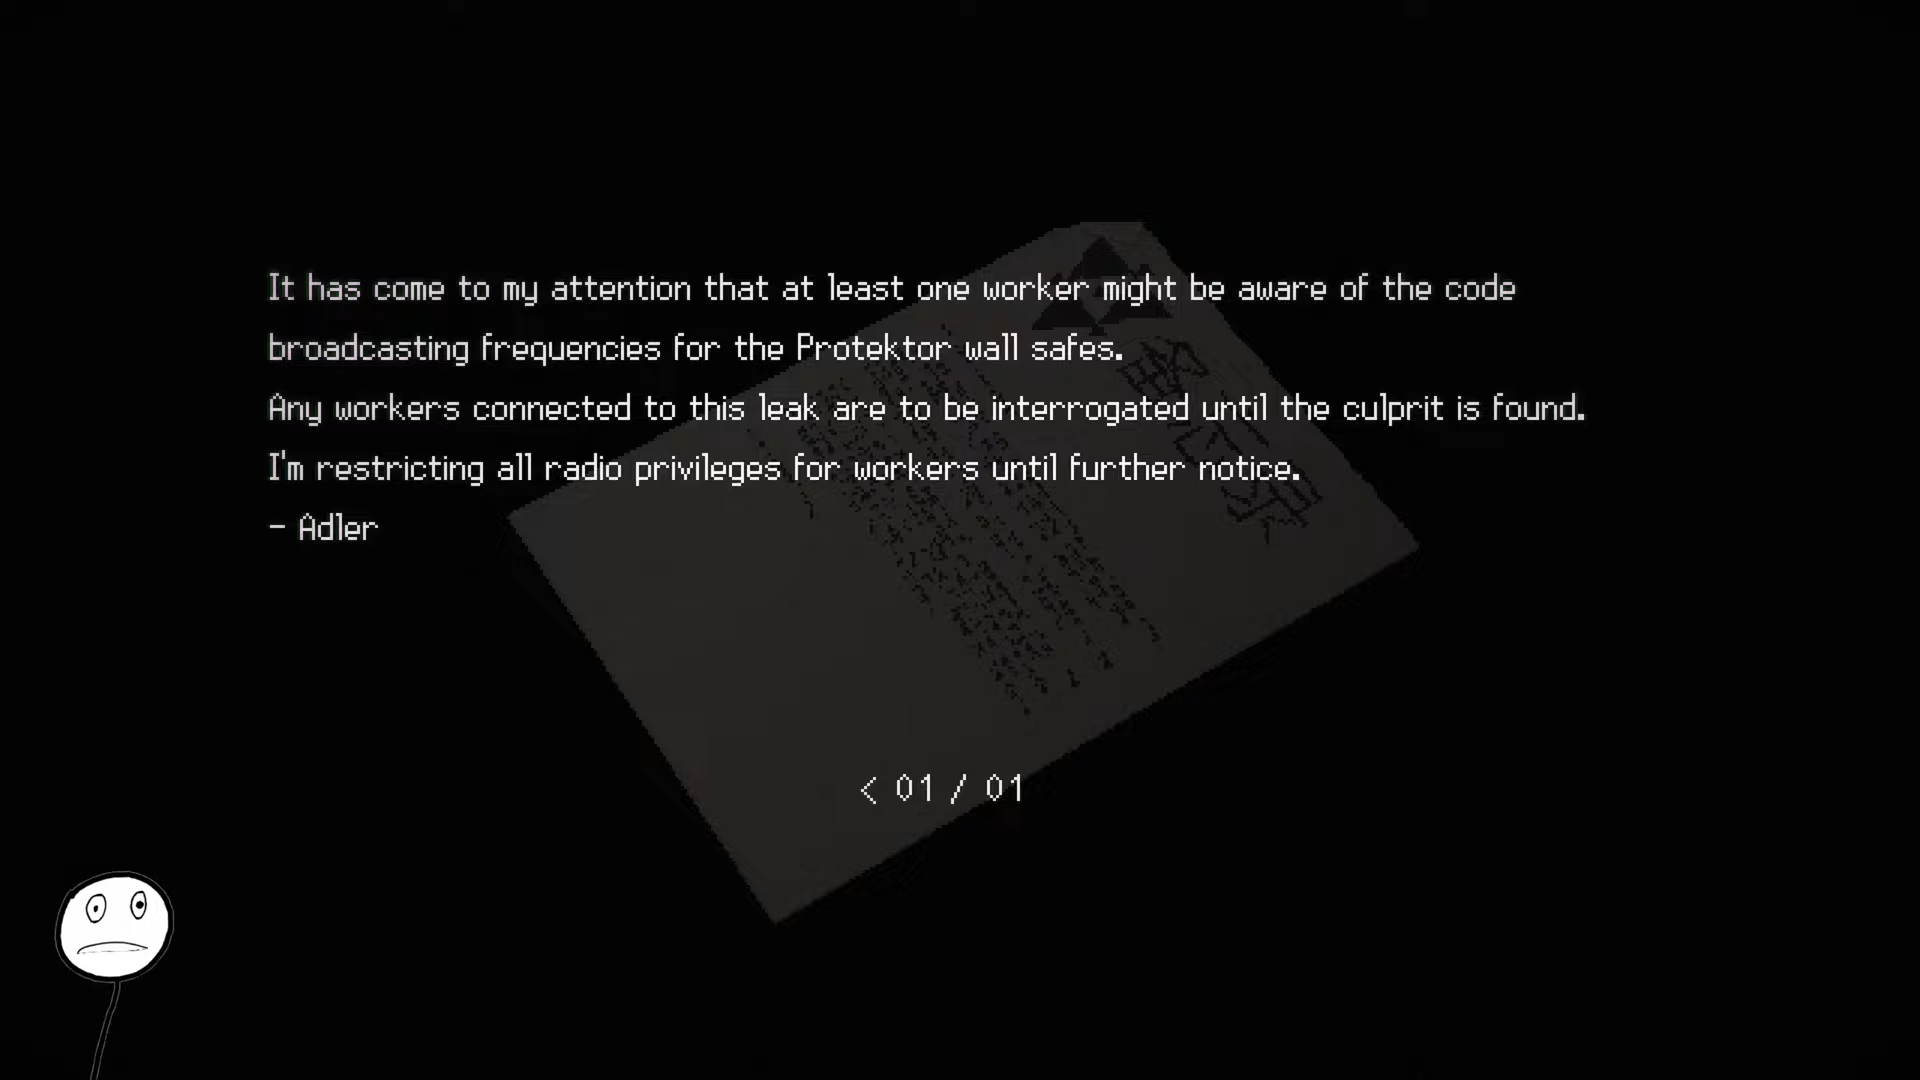 It has come to my attention that at least one worker might be aware of the code
broadcasting frequencies for the Protektor wall safes.
Any workers connected to this leak are to be interrogated until the culprit is found.
I'm restricting all radio privileges for workers until further notice.
- Adler
< 01 / 01